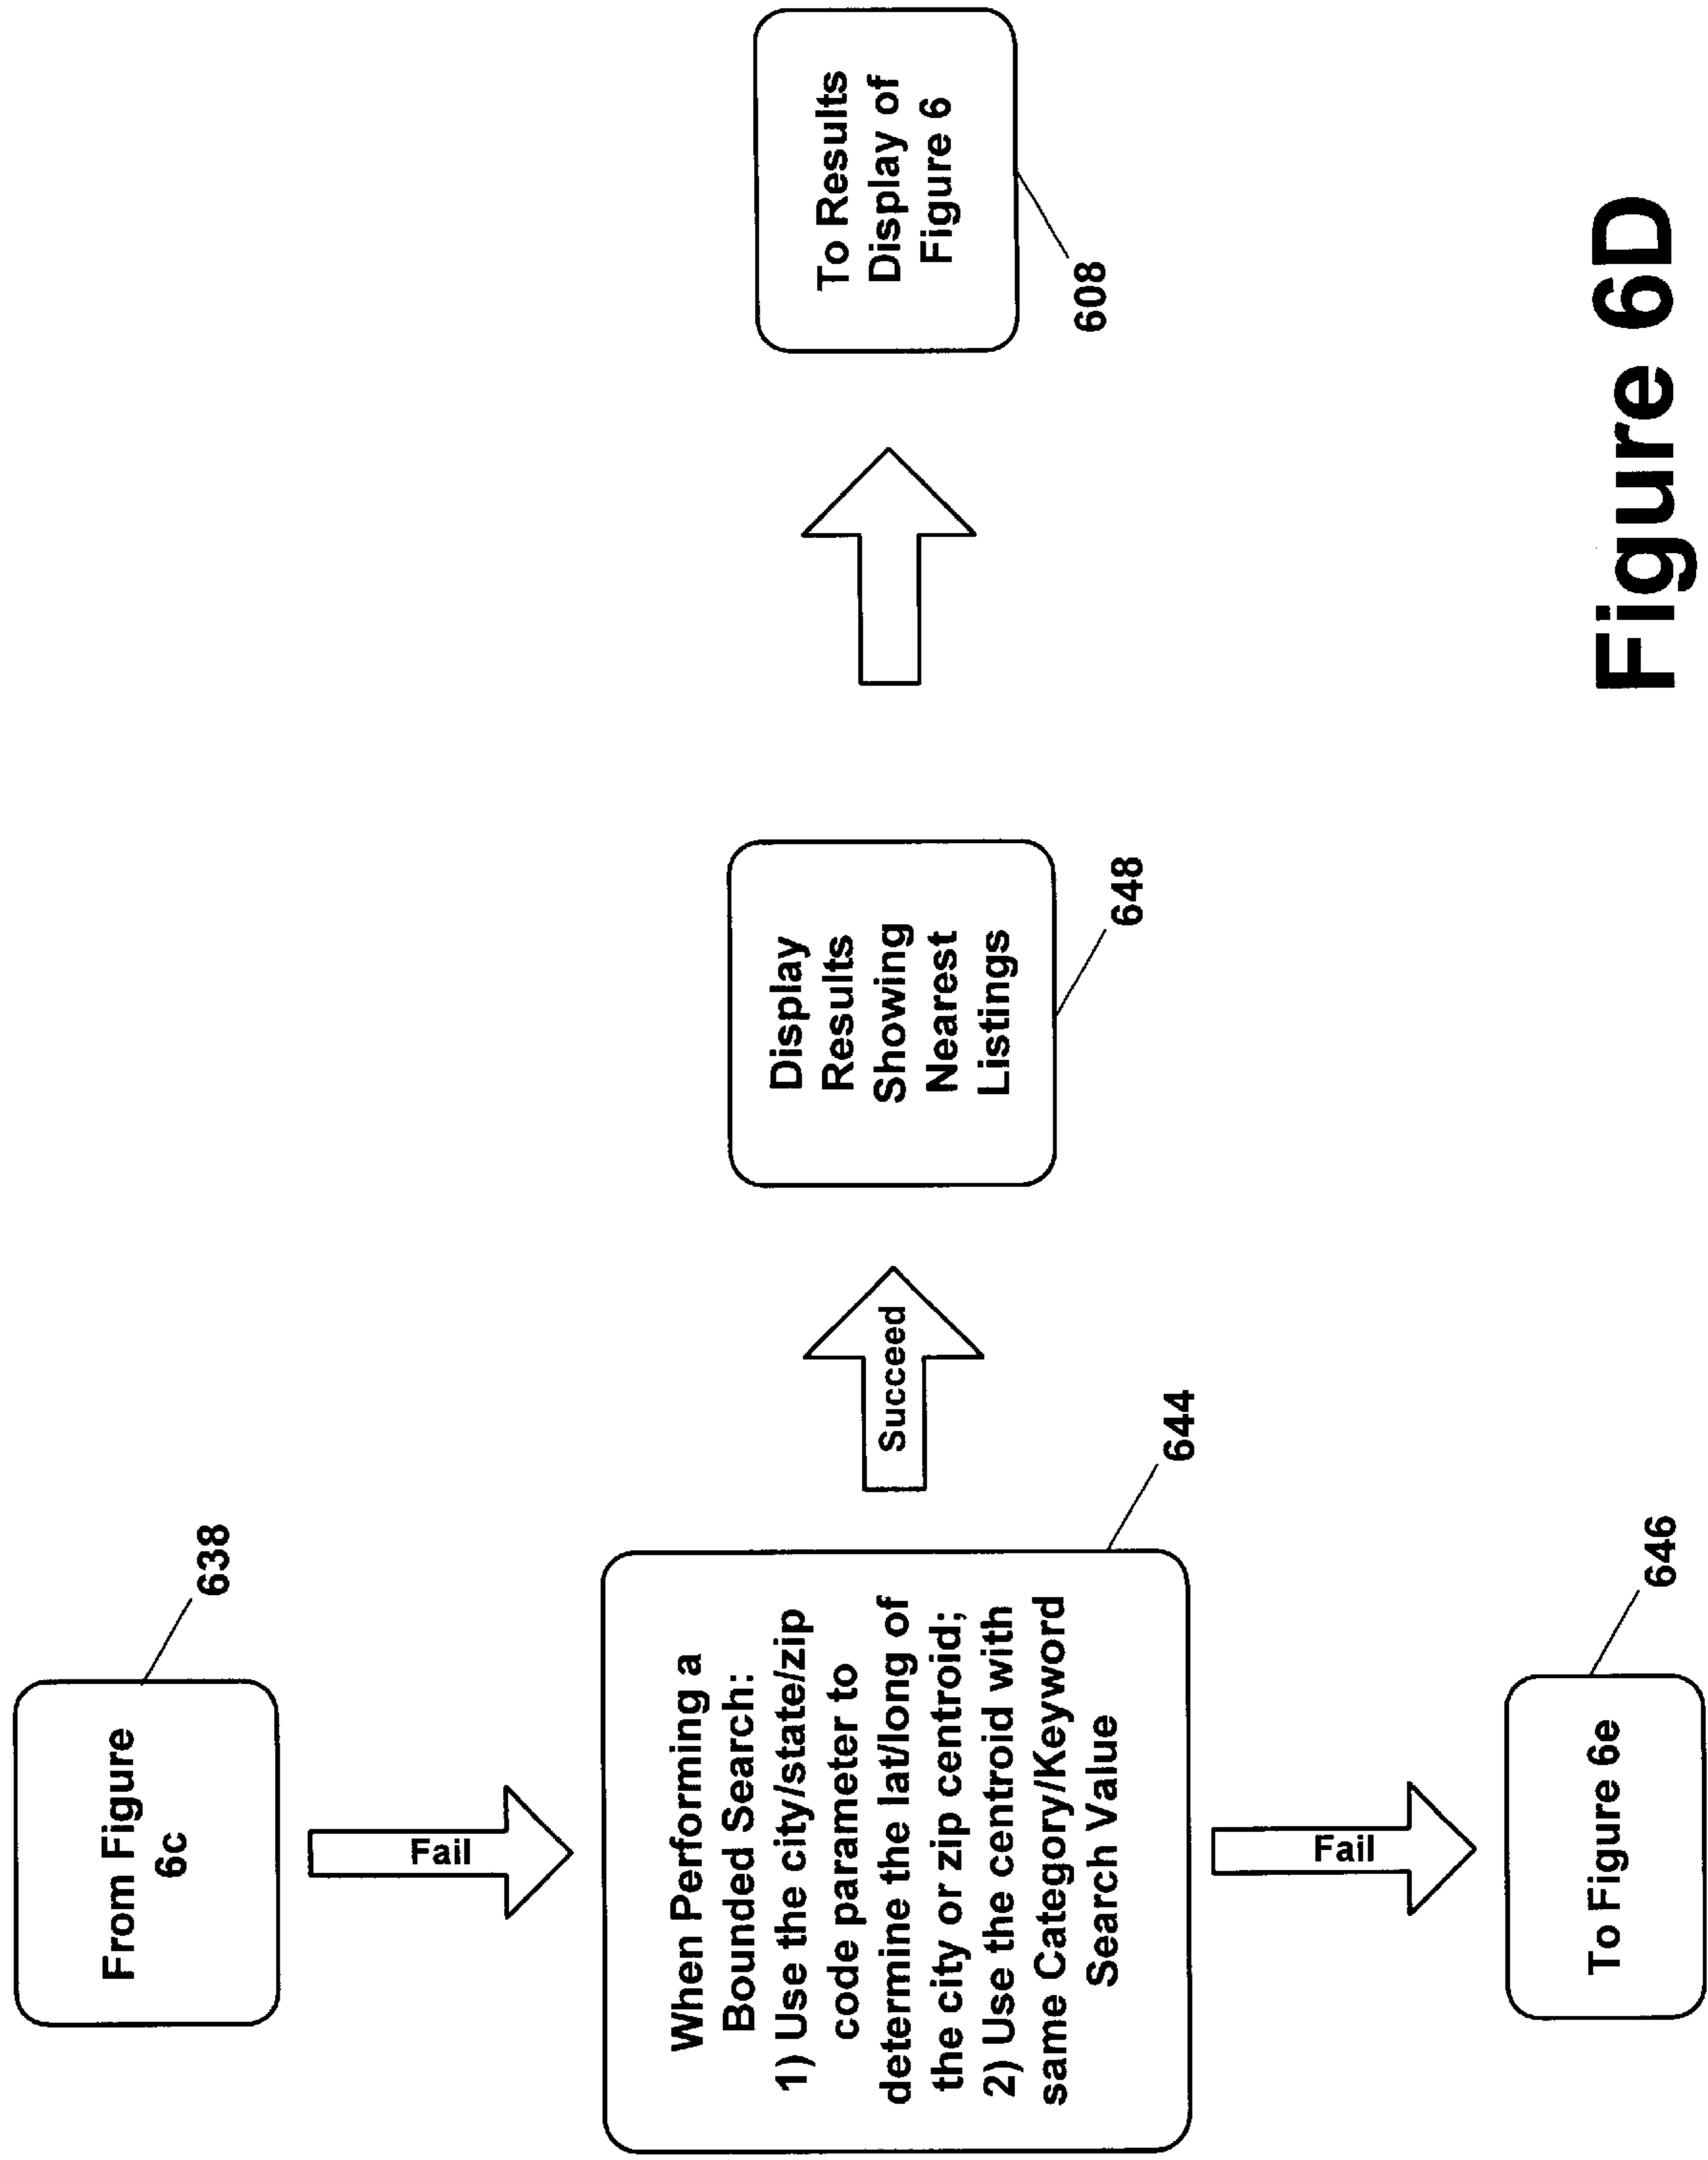 From Figure
6c
638
Fail
When Performing a
Bounded Search:
1) Use the city/state/zip
code parameter to
determine the lat/long of
the city or zip centroid;
2) Use the centroid with
same Category/Keyword
Search Value
644
Succeed
Display
Results
Showing
Nearest
Listings
648
To Results
Display of
Figure 6
608
Fail
To Figure 6e
646
Figure 6D